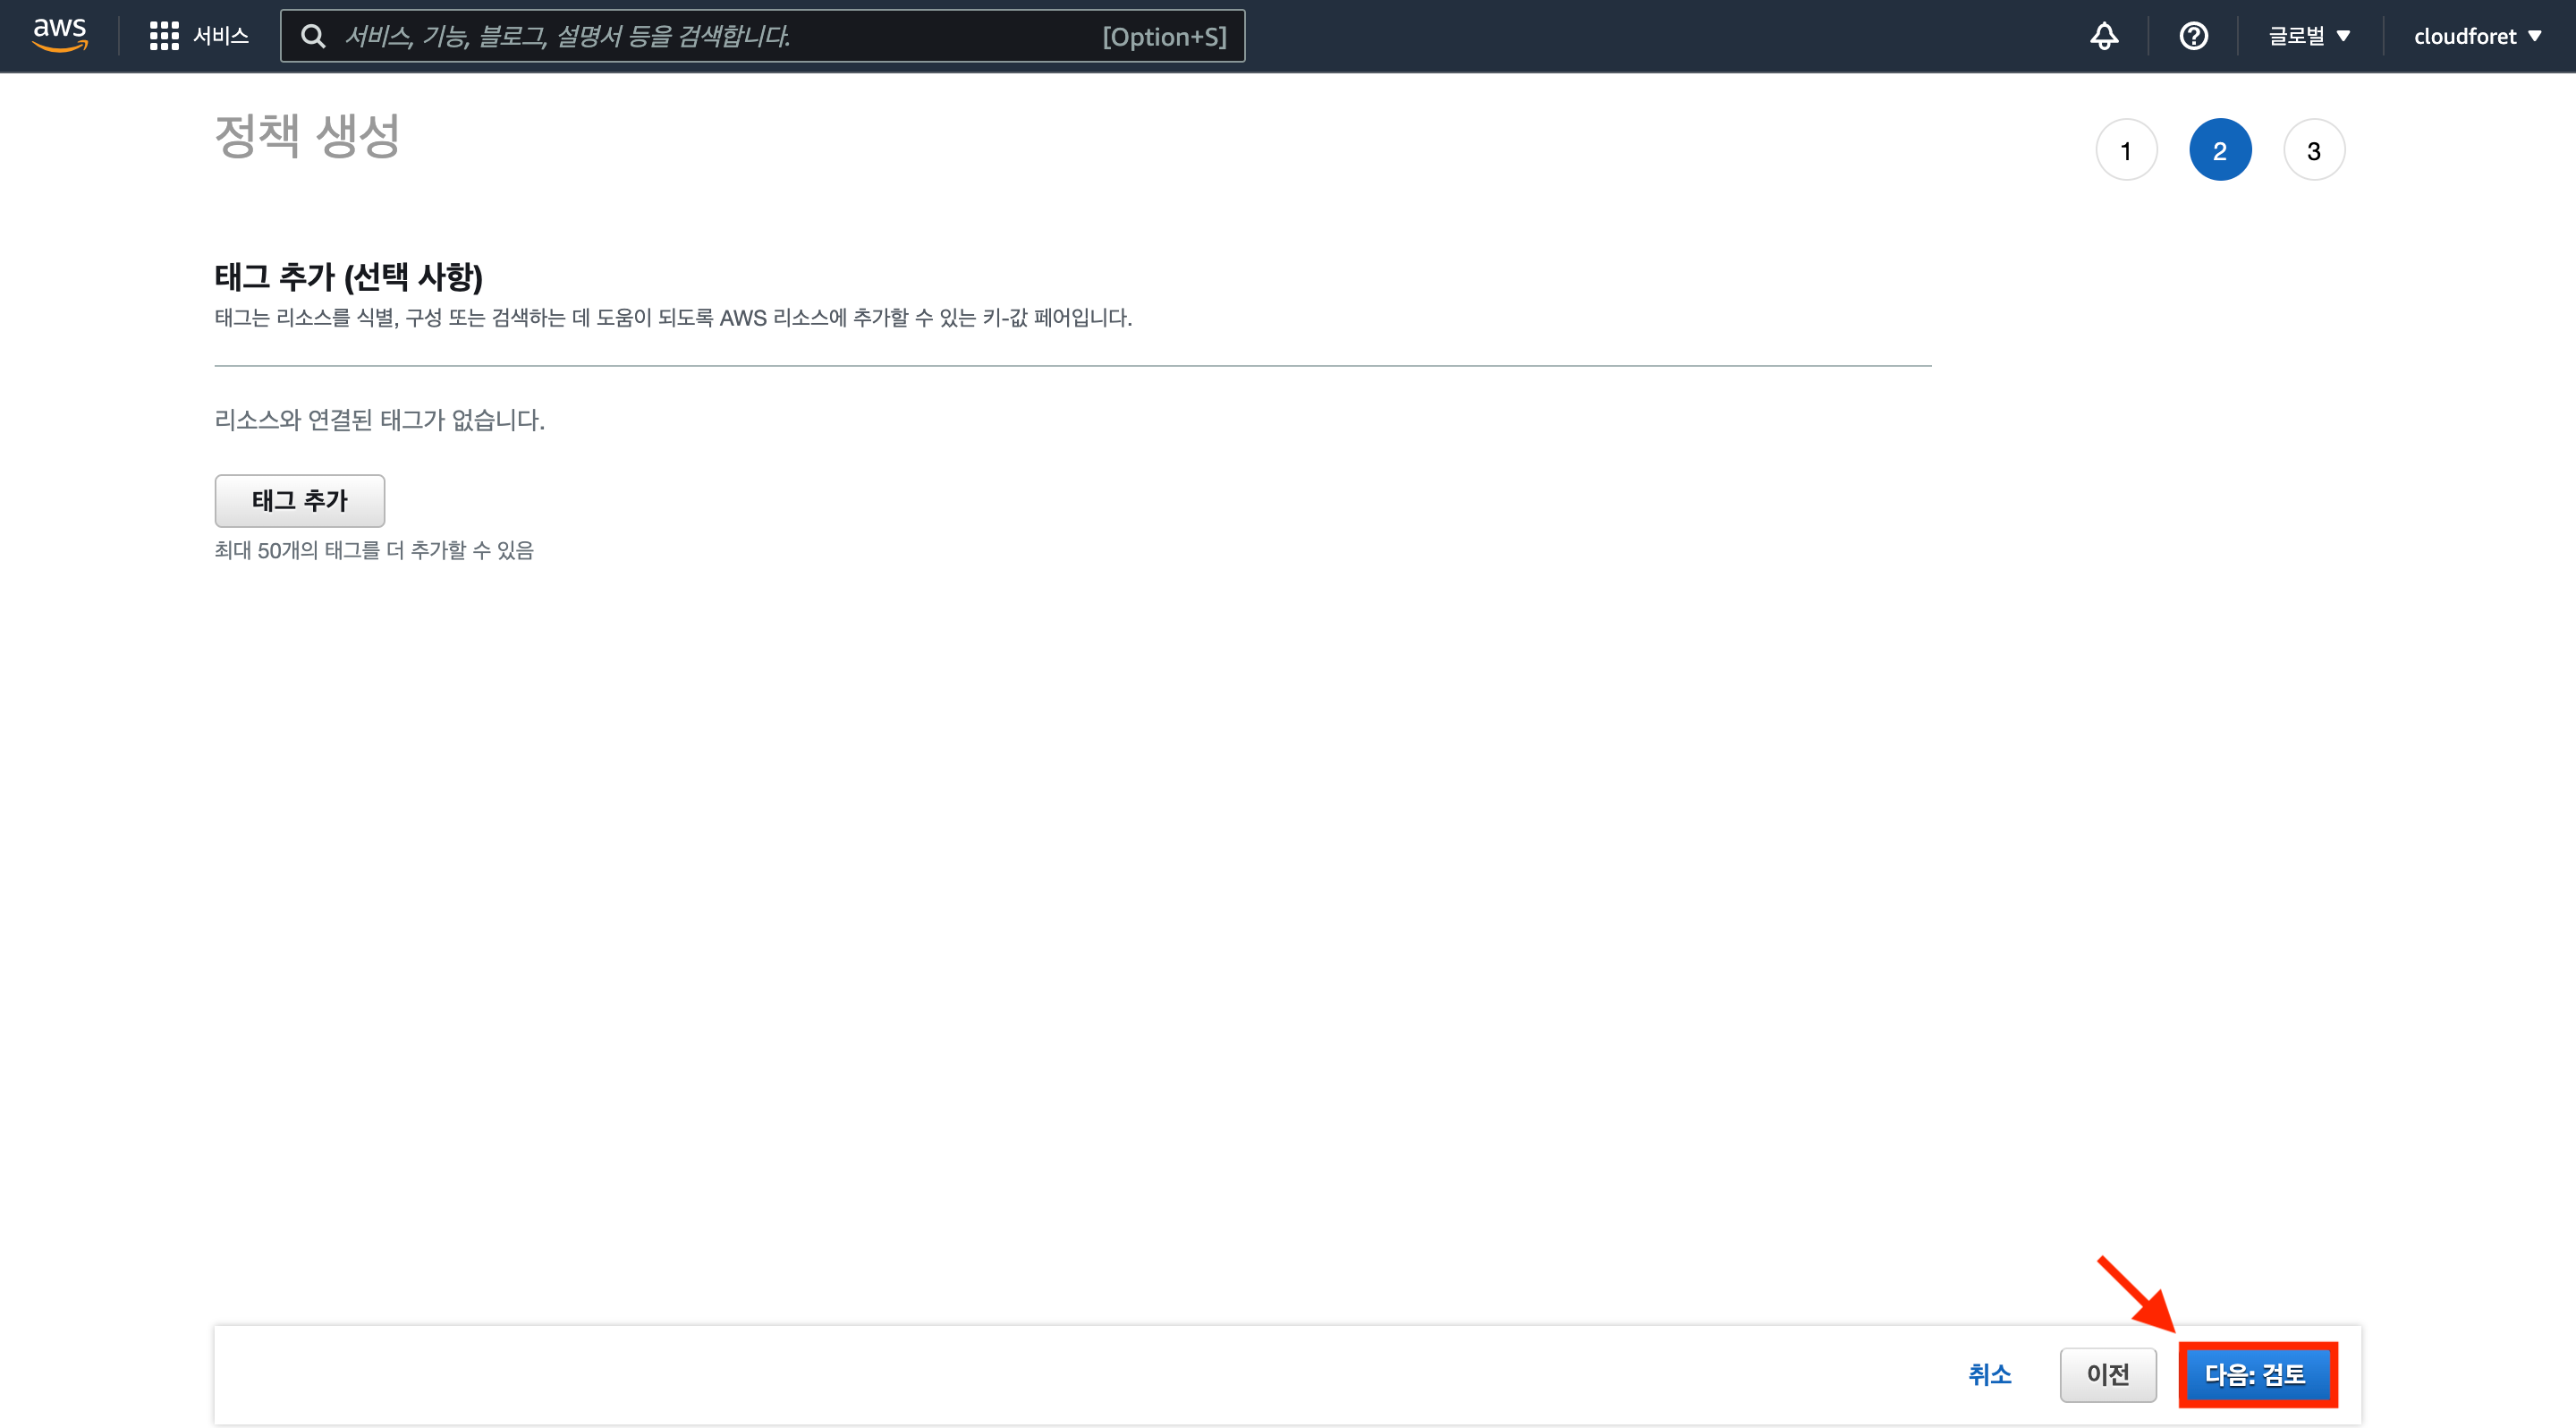 aws
서비스
서비스, 기능, 블로그, 설명서 등을 검색합니다. [Option+S]
글로벌
cloudforet
정책 생성
1 2 3
태그 추가 (선택 사항)
태그는 리소스를 식별, 구성 또는 검색하는 데 도움이 되도록 AWS 리소스에 추가할 수 있는 키-값 페어입니다.
리소스와 연결된 태그가 없습니다.
태그 추가
최대 50개의 태그를 더 추가할 수 있음
취소 이전 다음: 검토